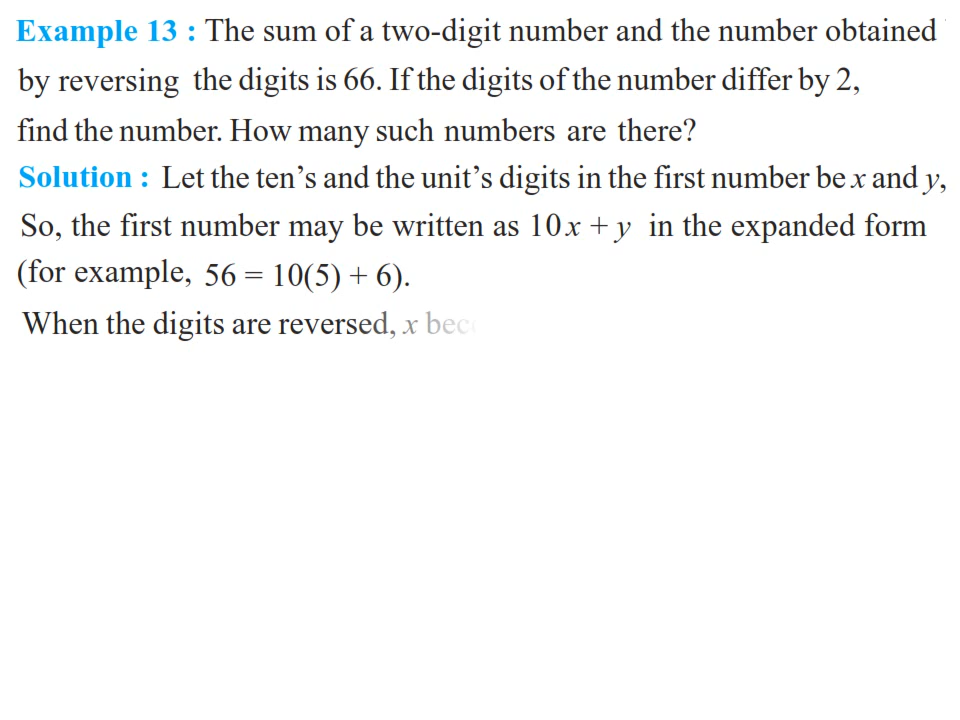 Example 13 : The sum of a two-digit number and the number obtained
by reversing the digits is 66. If the digits of the number differ by 2,
find the number. How many such numbers are there?
Solution : Let the ten’s and the unit’s digits in the first number be x and y,
So, the first number may be written as 10x + y in the expanded form
(for example, 56 = 10(5) + 6).
When the digits are reversed, x